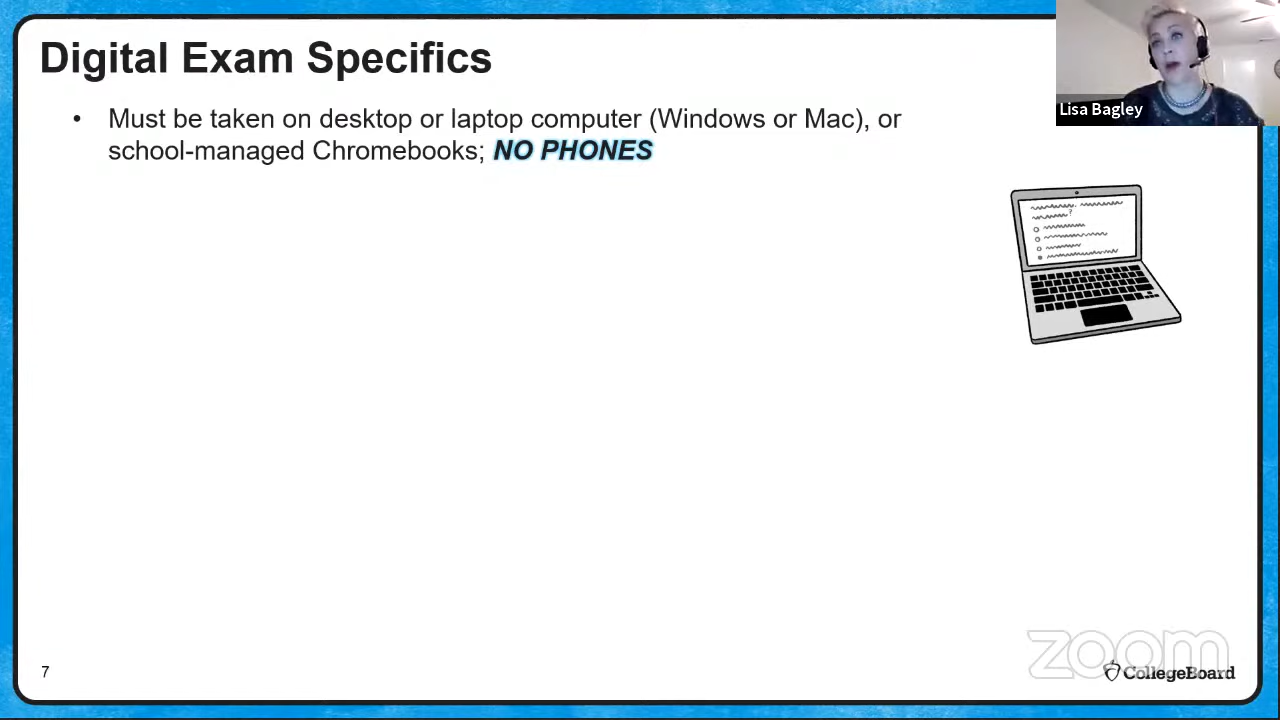 Digital Exam Specifics
Lisa Bagley
• Must be taken on desktop or laptop computer (Windows or Mac), or
school-managed Chromebooks; NO PHONES
7
zoom
CollegeBoard